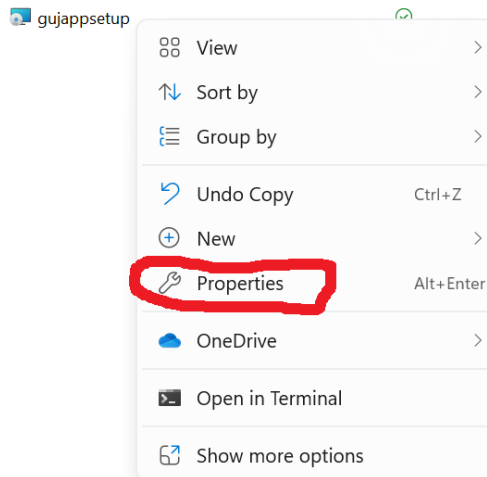 gujappsetup
View
Sort by
Group by
Undo Copy Ctrl+Z
New
Properties Alt+Enter
OneDrive
Open in Terminal
Show more options